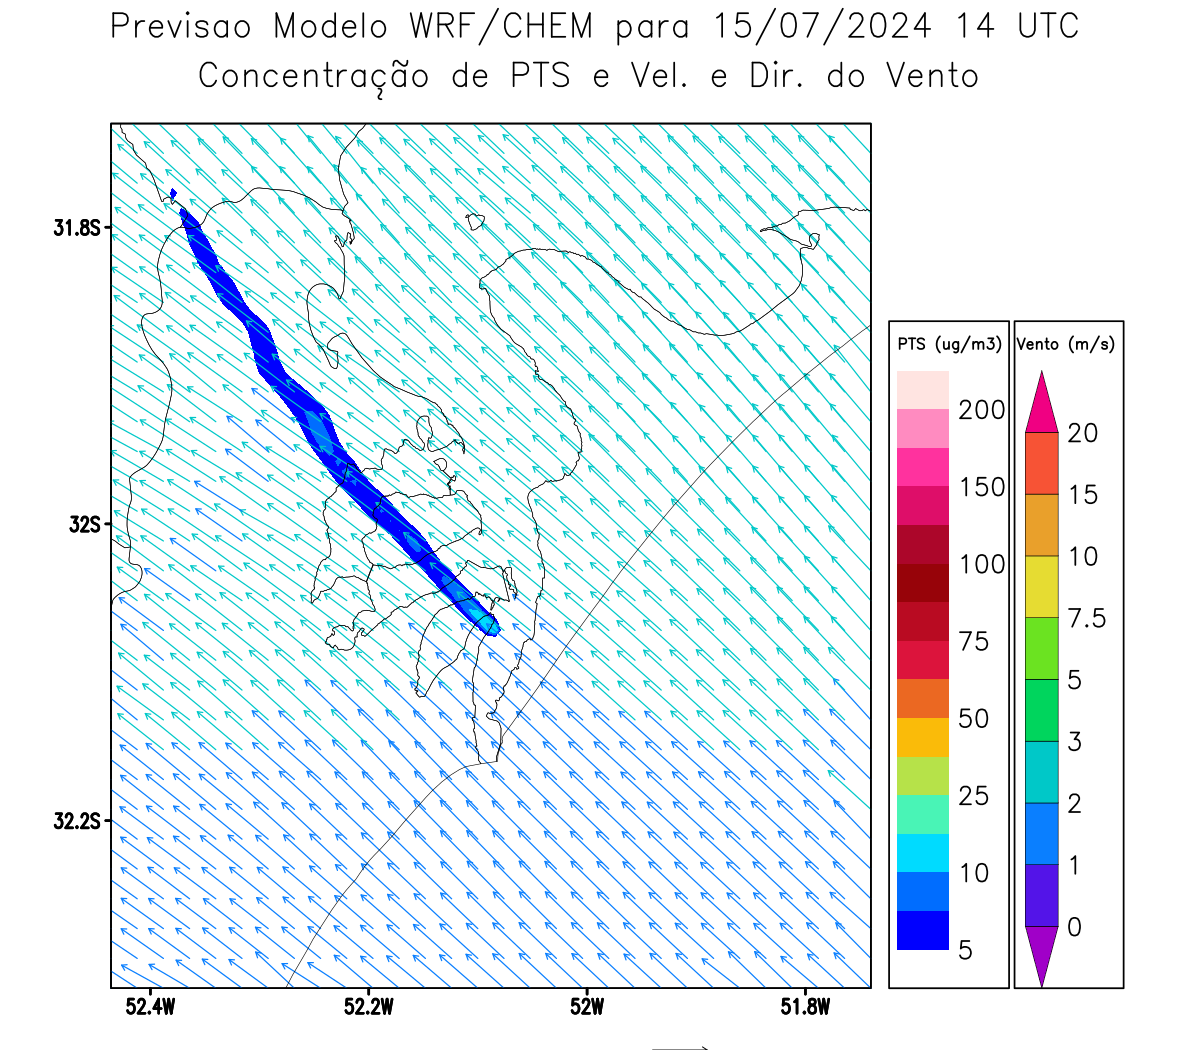 Previsao Modelo WRF/CHEM para 15/07/2024 14 UTC
Concentração de PTS e Vel. e Dir. do Vento
31.8S
32S
32.2S
52.4W 52.2W 52W 51.8W
PTS (ug/m3)
200
150
100
75
50
25
10
5
Vento (m/s)
20
15
10
7.5
5
3
2
1
0